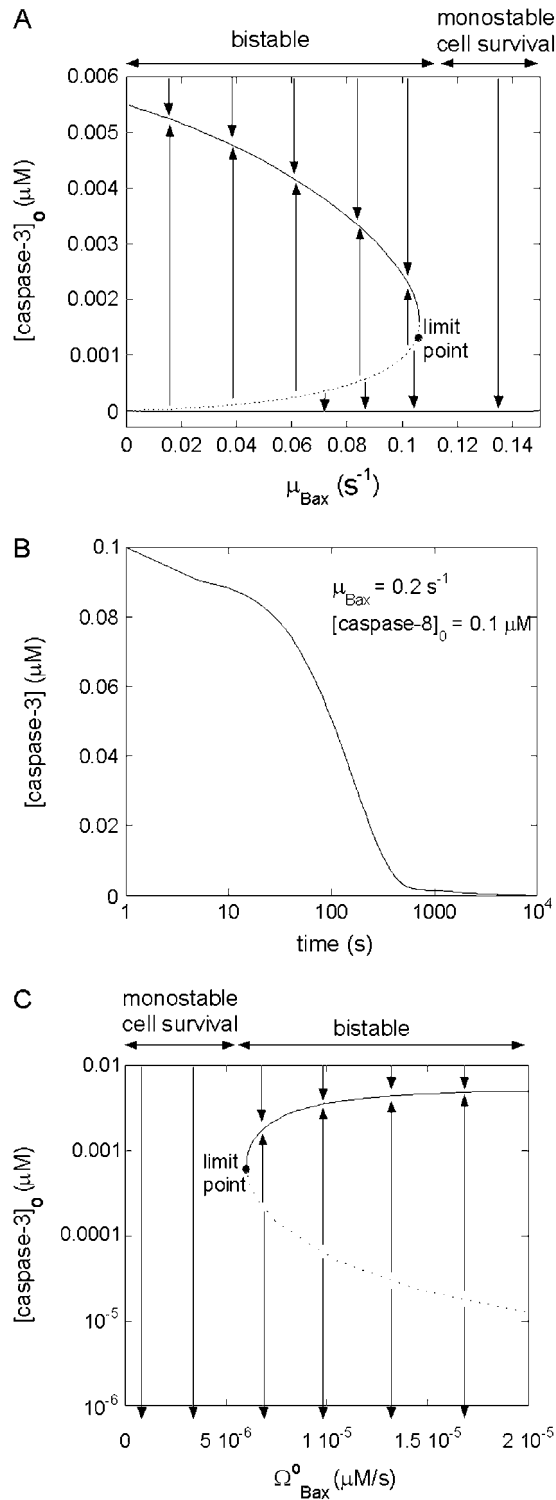 A
bistable
monostable
cell survival
0.006
0.005
0.004
0.003
0.002
0.001
0
[caspase-3]o (μM)
limit
point
0 0.02 0.04 0.06 0.08 0.1 0.12 0.14
μBax (s-1)
B
0.1
0.08
0.06
0.04
0.02
0
[caspase-3] (μM)
μBax = 0.2 s-1
[caspase-8]0 = 0.1 μM
1 10 100 1000 10^4
time (s)
C
monostable
cell survival
bistable
0.01
0.001
0.0001
10^-5
10^-6
[caspase-3]o (μM)
limit
point
0 5 10^-6 1 10^-5 1.5 10^-5 2 10^-5
ΩoBax (μM/s)